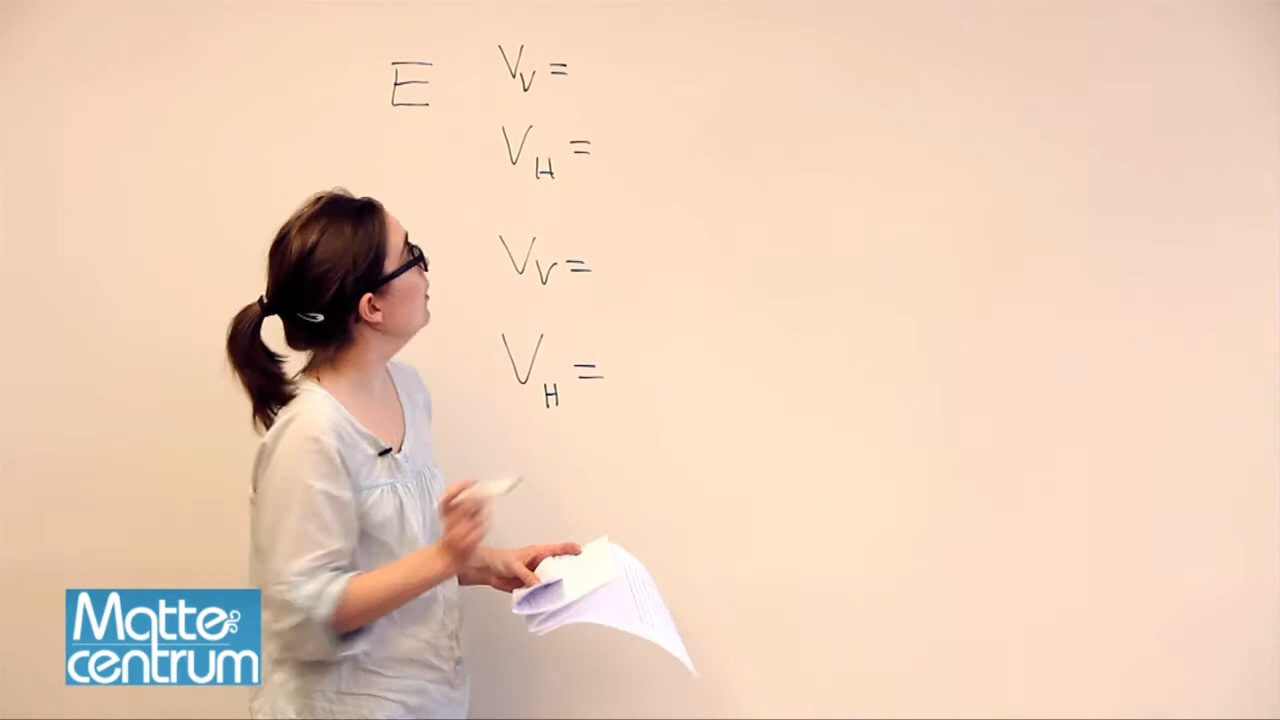 E V_V =
V_H =
V_V =
V_H =
Matte
centrum